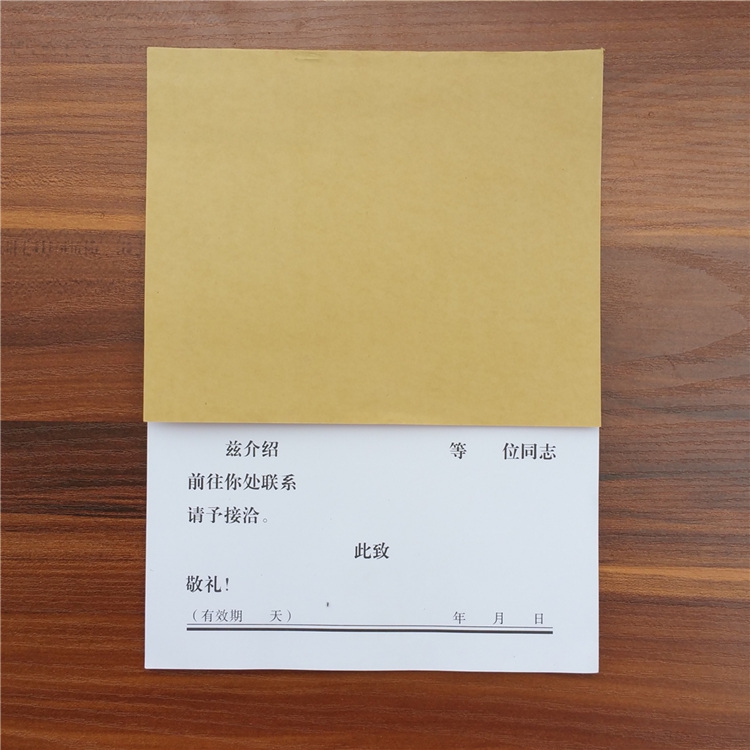 兹介绍 等 位同志
前往你处联系
请予接洽。
此致
敬礼!
(有效期 天) 年 月 日